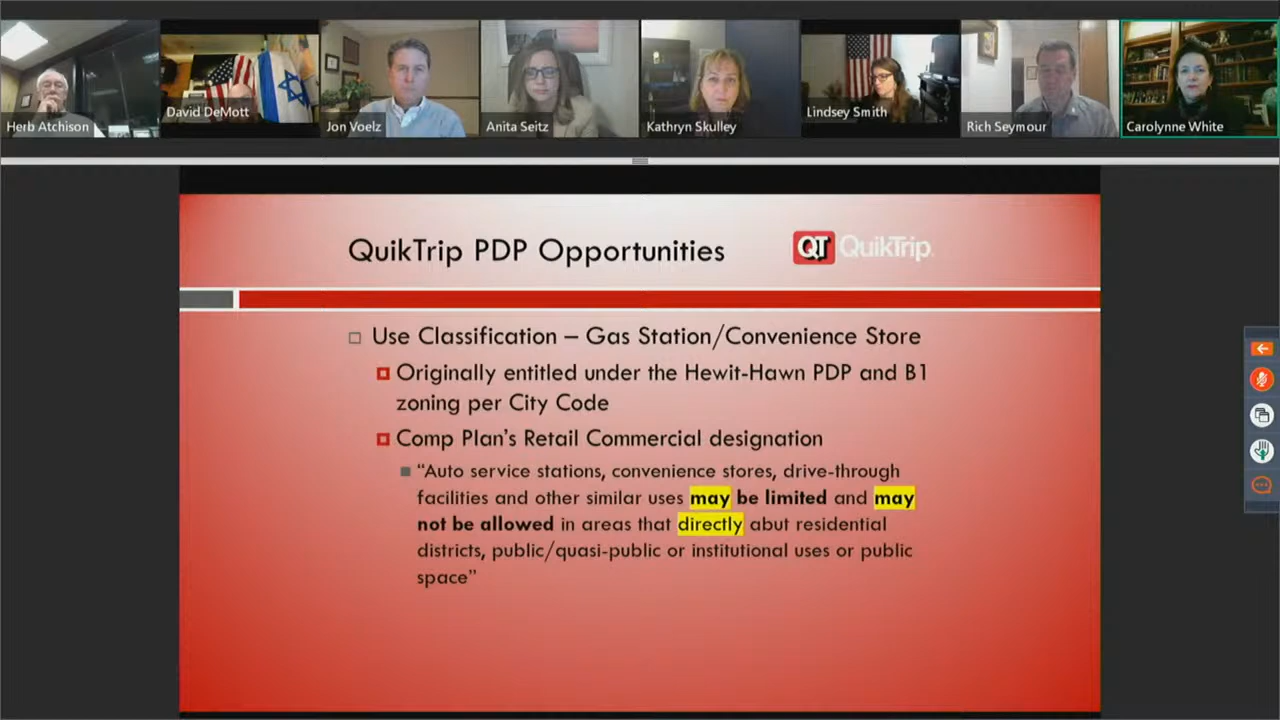 Herb Atchison
David DeMott
Jon Voelz
Anita Seitz
Kathryn Skulley
Lindsey Smith
Rich Seymour
Carolynne White
QuikTrip PDP Opportunities
QT QuikTrip
Use Classification – Gas Station/Convenience Store
Originally entitled under the Hewit-Hawn PDP and B1
zoning per City Code
Comp Plan's Retail Commercial designation
"Auto service stations, convenience stores, drive-through
facilities and other similar uses may be limited and may
not be allowed in areas that directly abut residential
districts, public/quasi-public or institutional uses or public
space"